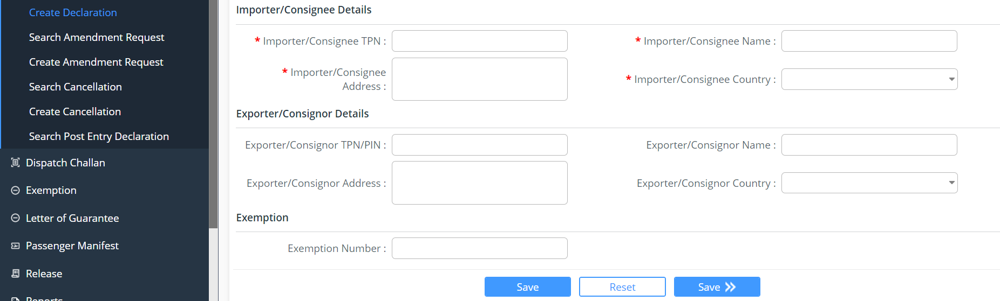 Create Declaration
Search Amendment Request
Create Amendment Request
Search Cancellation
Create Cancellation
Search Post Entry Declaration
Dispatch Challan
Exemption
Letter of Guarantee
Passenger Manifest
Release
Reports
Importer/Consignee Details
* Importer/Consignee TPN :
* Importer/Consignee Name :
* Importer/Consignee
Address :
* Importer/Consignee Country :
Exporter/Consignor Details
Exporter/Consignor TPN/PIN :
Exporter/Consignor Name :
Exporter/Consignor Address :
Exporter/Consignor Country :
Exemption
Exemption Number :
Save
Reset
Save